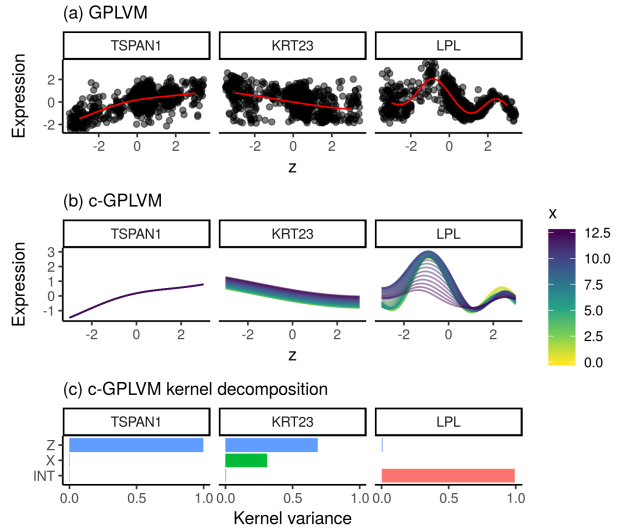 (a) GPLVM
TSPAN1 KRT23 LPL
Expression
2
0
-2
-2 0 2 -2 0 2 -2 0 2
z
(b) c-GPLVM
TSPAN1 KRT23 LPL
Expression
3
2
1
0
-1
-2 0 2 -2 0 2 -2 0 2
z
x
12.5
10.0
7.5
5.0
2.5
0.0
(c) c-GPLVM kernel decomposition
TSPAN1 KRT23 LPL
Z
X
INT
0.0 0.5 1.0 0.0 0.5 1.0 0.0 0.5 1.0
Kernel variance